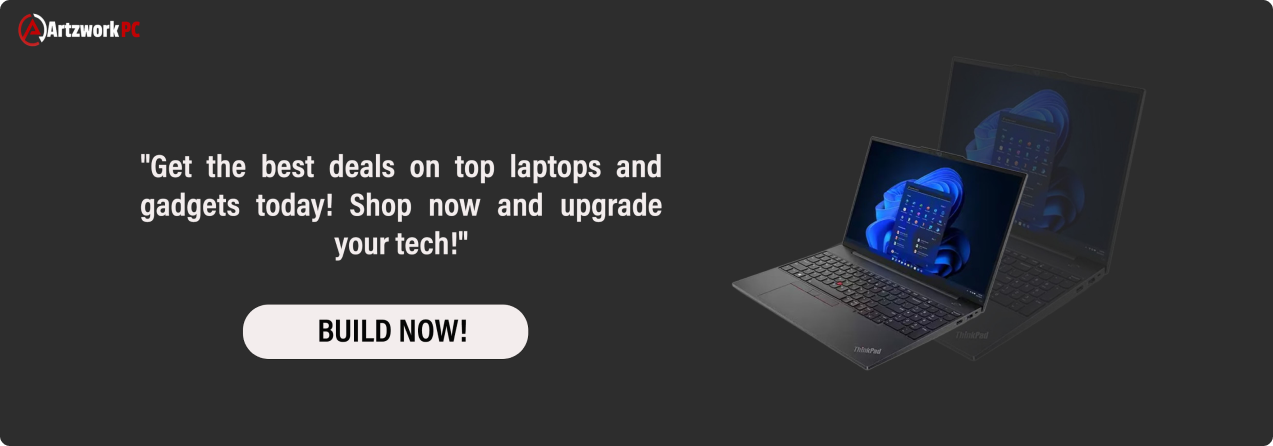 Artzwork PC
"Get the best deals on top laptops and
gadgets today! Shop now and upgrade
your tech!"
BUILD NOW!
ThinkPad
ThinkPad